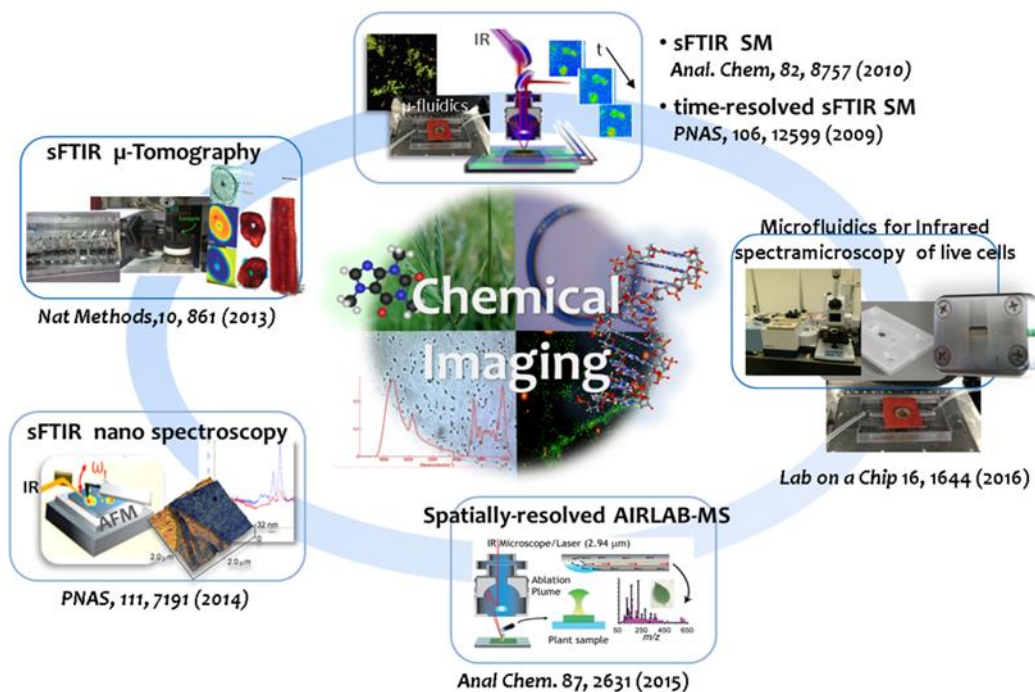 IR
t
μ-fluidics
• sFTIR SM
Anal. Chem, 82, 8757 (2010)
• time-resolved sFTIR SM
PNAS, 106, 12599 (2009)
sFTIR μ-Tomography
Nat Methods,10, 861 (2013)
Microfluidics for Infrared
spectramicroscopy of live cells
Lab on a Chip 16, 1644 (2016)
Chemical
Imaging
sFTIR nano spectroscopy
IR
AFM
32 nm
0
2.0 μm
2.0 μm
PNAS, 111, 7191 (2014)
Spatially-resolved AIRLAB-MS
IR Microscope/Laser (2.94 μm)
Ablation
Plume
Plant sample
50 250 450 650
m/z
Anal Chem. 87, 2631 (2015)